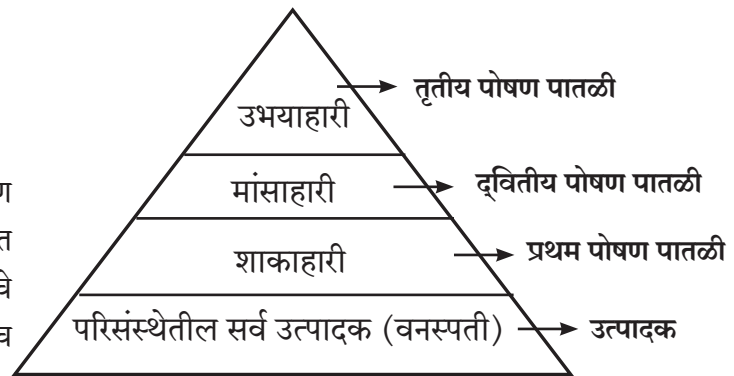 तृतीय पोषण पातळी
उभयाहारी
ण
मांसाहारी
द्वितीय पोषण पातळी
त
शाकाहारी
प्रथम पोषण पातळी
चे
परिसंस्थेतील सर्व उत्पादक (वनस्पती)
उत्पादक